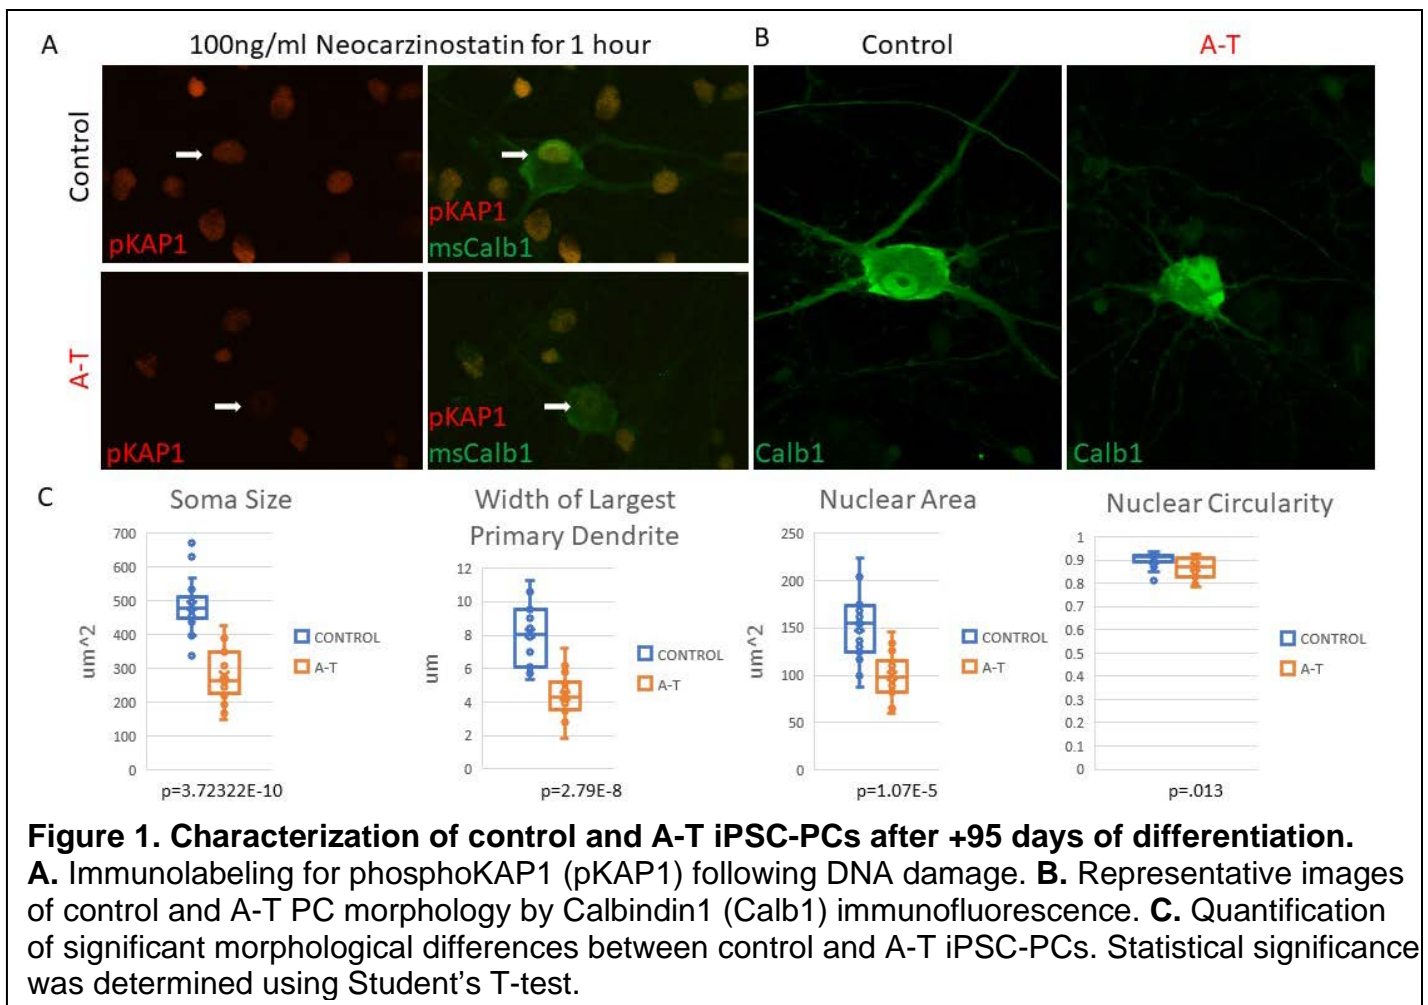 A
100ng/ml Neocarzinostatin for 1 hour
B
Control
A-T
Control
pKAP1
pKAP1
msCalb1
A-T
pKAP1
pKAP1
msCalb1
Calb1
Calb1
C
Soma Size
700
600
500
400
300
200
100
0
um^2
CONTROL
A-T
p=3.72322E-10
Width of Largest
Primary Dendrite
12
10
8
6
4
2
0
um
CONTROL
A-T
p=2.79E-8
Nuclear Area
250
200
150
100
50
0
um^2
CONTROL
A-T
p=1.07E-5
Nuclear Circularity
1
0.9
0.8
0.7
0.6
0.5
0.4
0.3
0.2
0.1
0
CONTROL
A-T
p=.013
Figure 1. Characterization of control and A-T iPSC-PCs after +95 days of differentiation.
A. Immunolabeling for phosphoKAP1 (pKAP1) following DNA damage. B. Representative images
of control and A-T PC morphology by Calbindin1 (Calb1) immunofluorescence. C. Quantification
of significant morphological differences between control and A-T iPSC-PCs. Statistical significance
was determined using Student’s T-test.